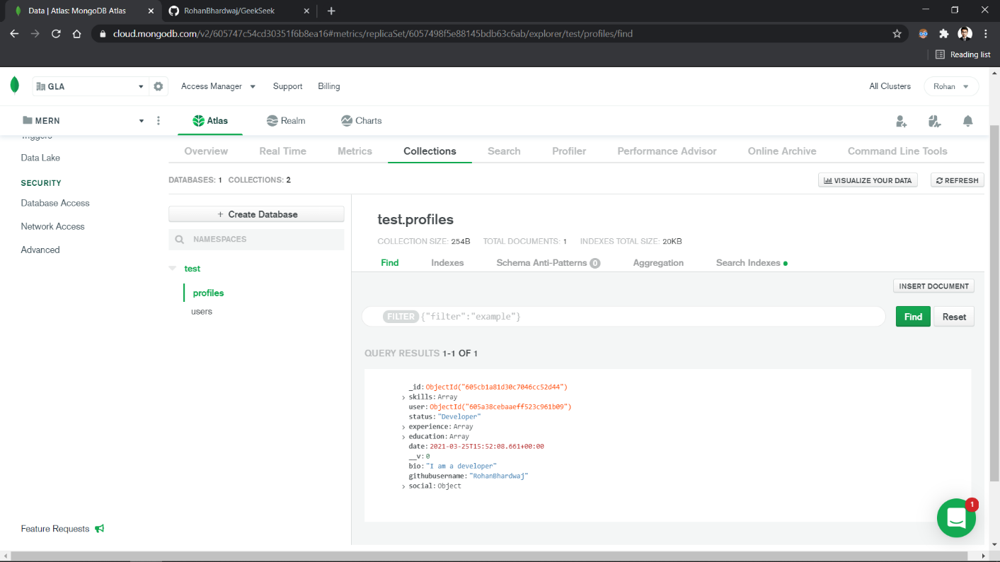 Data | Atlas: MongoDB Atlas
RohanBhardwaj/GeekSeek
cloud.mongodb.com/v2/605747c54cd30351f6b8ea16#metrics/replicaSet/6057498f5e88145bdb63c6ab/explorer/test/profiles/find
Reading list
GLA Access Manager Support Billing All Clusters Rohan
MERN Atlas Realm Charts
Triggers
Overview Real Time Metrics Collections Search Profiler Performance Advisor Online Archive Command Line Tools
Data Lake
SECURITY
Database Access
Network Access
Advanced
Feature Requests
DATABASES: 1 COLLECTIONS: 2
VISUALIZE YOUR DATA REFRESH
+ Create Database
NAMESPACES
test
profiles
users
test.profiles
COLLECTION SIZE: 254B TOTAL DOCUMENTS: 1 INDEXES TOTAL SIZE: 20KB
Find Indexes Schema Anti-Patterns 0 Aggregation Search Indexes
INSERT DOCUMENT
FILTER {"filter":"example"} Find Reset
QUERY RESULTS 1-1 OF 1
_id: ObjectId("605cb1a81d30c7046cc52d44")
skills: Array
user: ObjectId("605a38cebaaeff523c961b09")
status: "Developer"
experience: Array
education: Array
date: 2021-03-25T15:52:08.661+00:00
__v: 0
bio: "I am a developer"
githubusername: "RohanBhardwaj"
social: Object
1